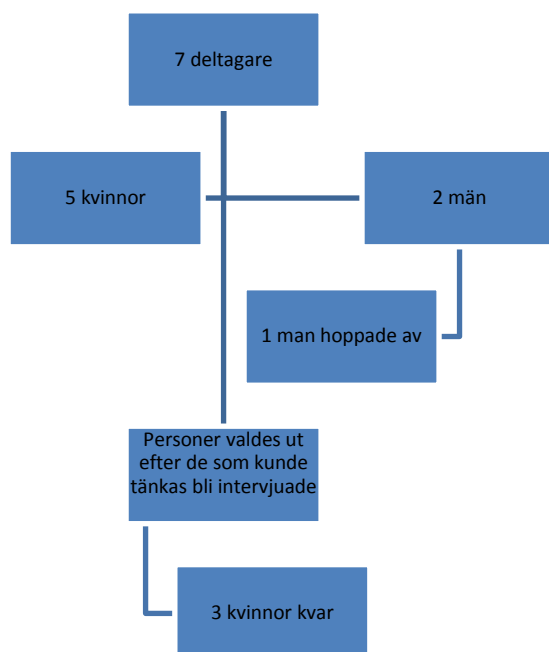 7 deltagare
5 kvinnor
2 män
1 man hoppade av
Personer valdes ut
efter de som kunde
tänkas bli intervjuade
3 kvinnor kvar